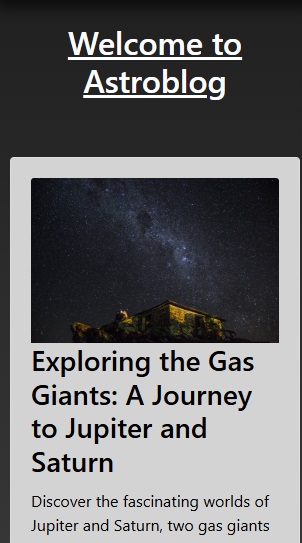 Welcome to
Astroblog
Exploring the Gas
Giants: A Journey
to Jupiter and
Saturn
Discover the fascinating worlds of
Jupiter and Saturn, two gas giants